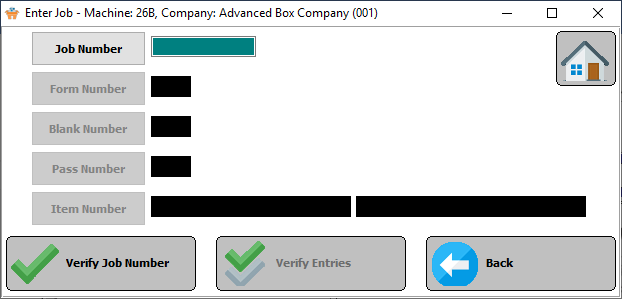 Enter Job - Machine: 26B, Company: Advanced Box Company (001)
Job Number
Form Number
Blank Number
Pass Number
Item Number
Verify Job Number
Verify Entries
Back